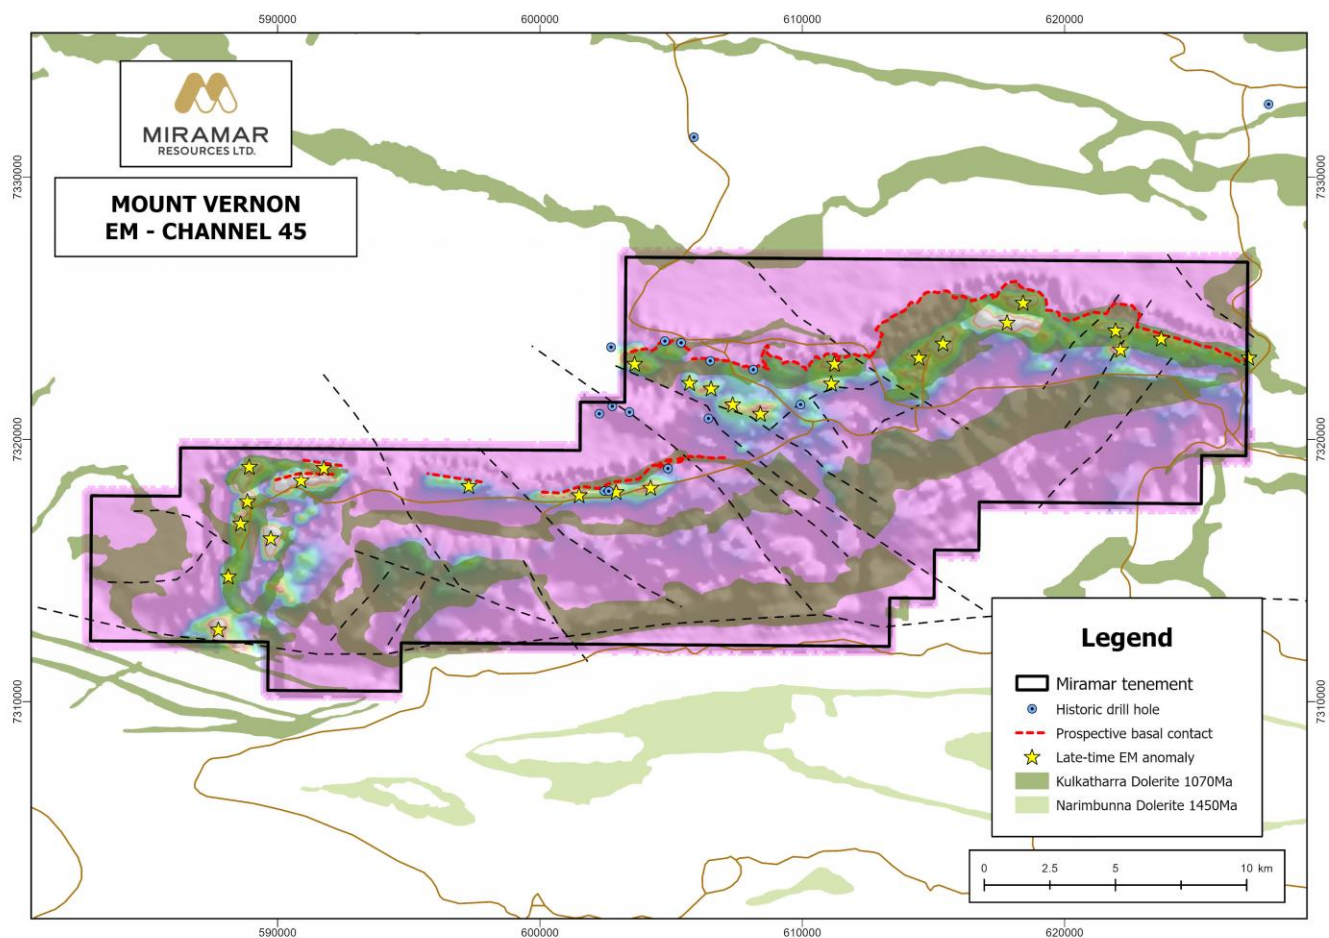 590000
600000
610000
620000
MIRAMAR
RESOURCES LTD.
MOUNT VERNON
EM - CHANNEL 45
7330000
7330000
7320000
7320000
7310000
7310000
Legend
Miramar tenement
Historic drill hole
Prospective basal contact
Late-time EM anomaly
Kulkatharra Dolerite 1070Ma
Narimbunna Dolerite 1450Ma
0 2.5 5 10 km
590000
600000
610000
620000